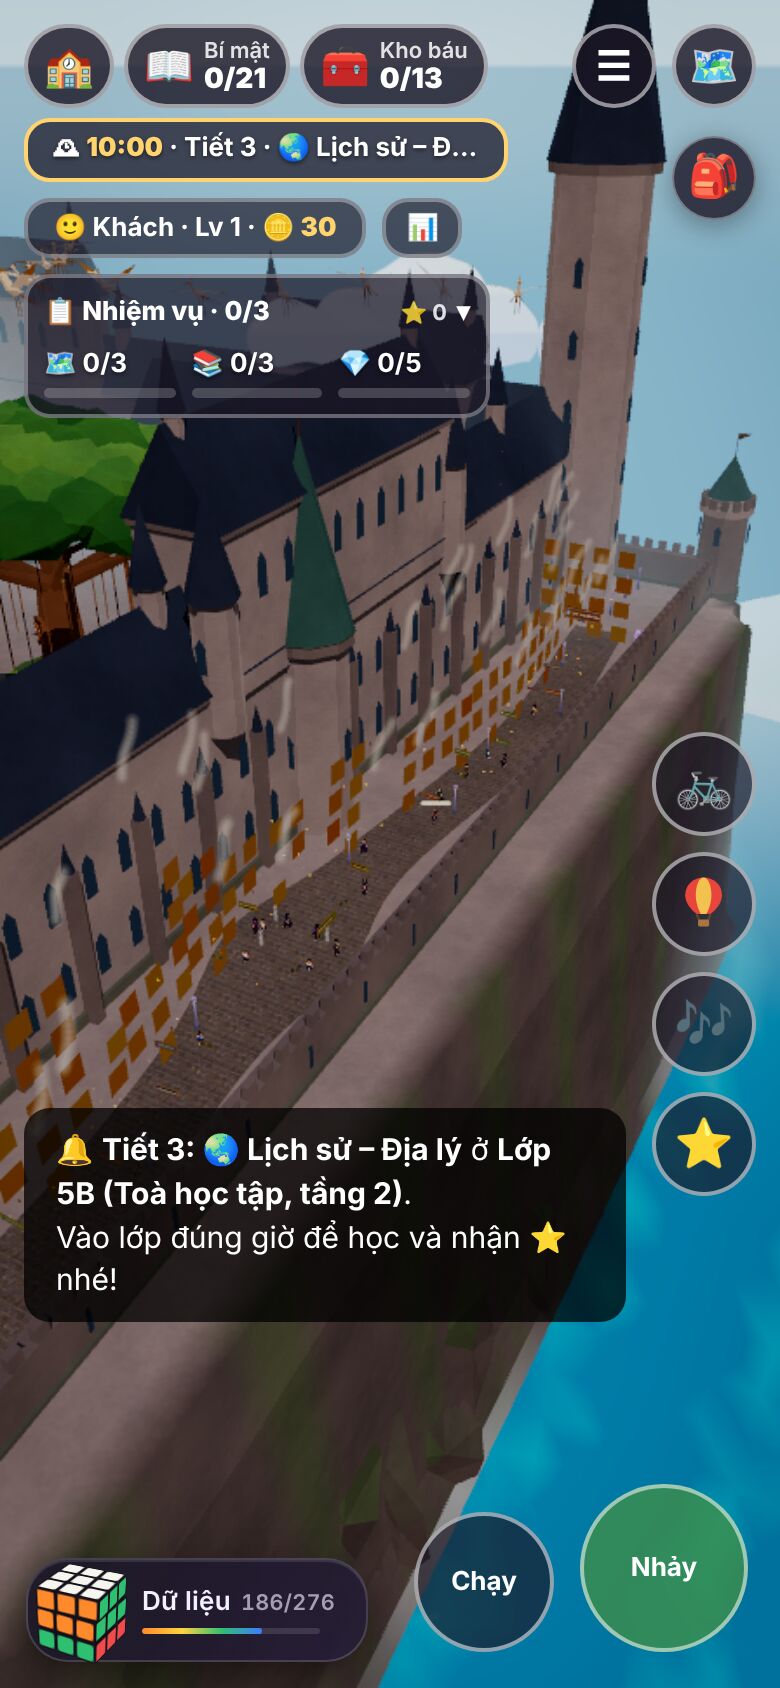 Bí mật
0/21
Kho báu
0/13
10:00 · Tiết 3 · Lịch sử – Đ...
Khách · Lv 1 · 30
Nhiệm vụ · 0/3
0 ▼
0/3
0/3
0/5
Tiết 3: Lịch sử – Địa lý ở Lớp
5B (Toà học tập, tầng 2).
Vào lớp đúng giờ để học và nhận
nhé!
Chạy
Nhảy
Dữ liệu 186/276